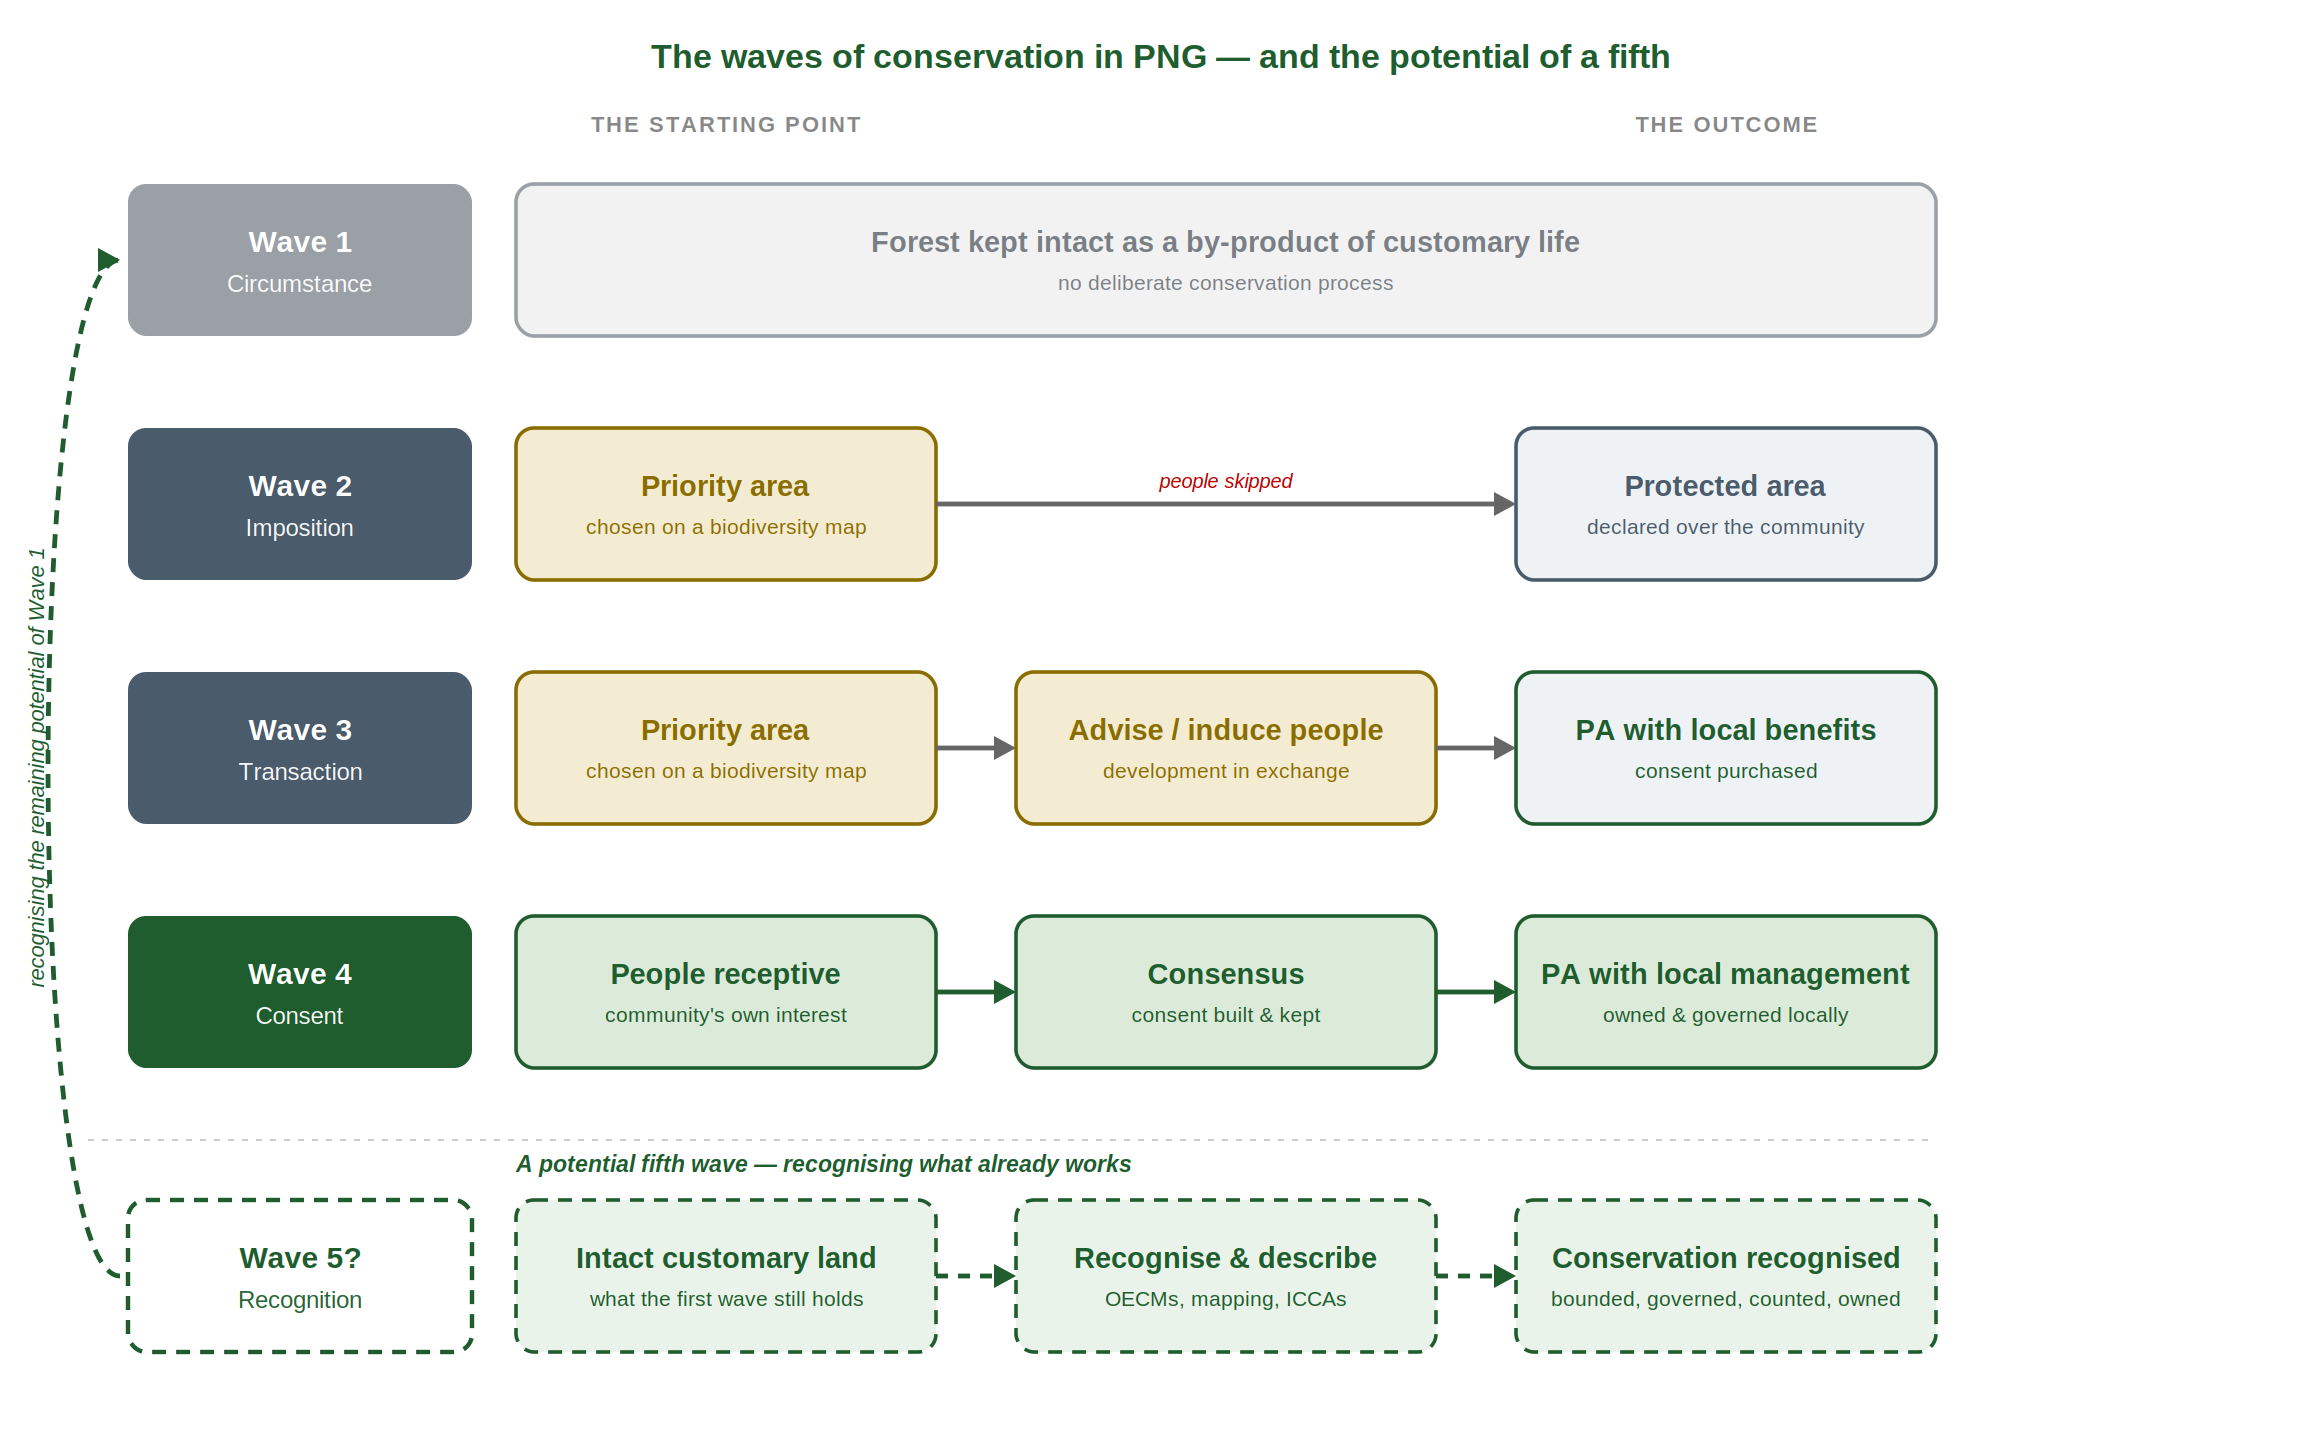 The waves of conservation in PNG — and the potential of a fifth
THE STARTING POINT
THE OUTCOME
Wave 1
Circumstance
Forest kept intact as a by-product of customary life
no deliberate conservation process
Wave 2
Imposition
Priority area
chosen on a biodiversity map
people skipped
Protected area
declared over the community
Wave 3
Transaction
Priority area
chosen on a biodiversity map
Advise / induce people
development in exchange
PA with local benefits
consent purchased
Wave 4
Consent
People receptive
community's own interest
Consensus
consent built & kept
PA with local management
owned & governed locally
recognising the remaining potential of Wave 1
A potential fifth wave — recognising what already works
Wave 5?
Recognition
Intact customary land
what the first wave still holds
Recognise & describe
OECMs, mapping, ICCAs
Conservation recognised
bounded, governed, counted, owned